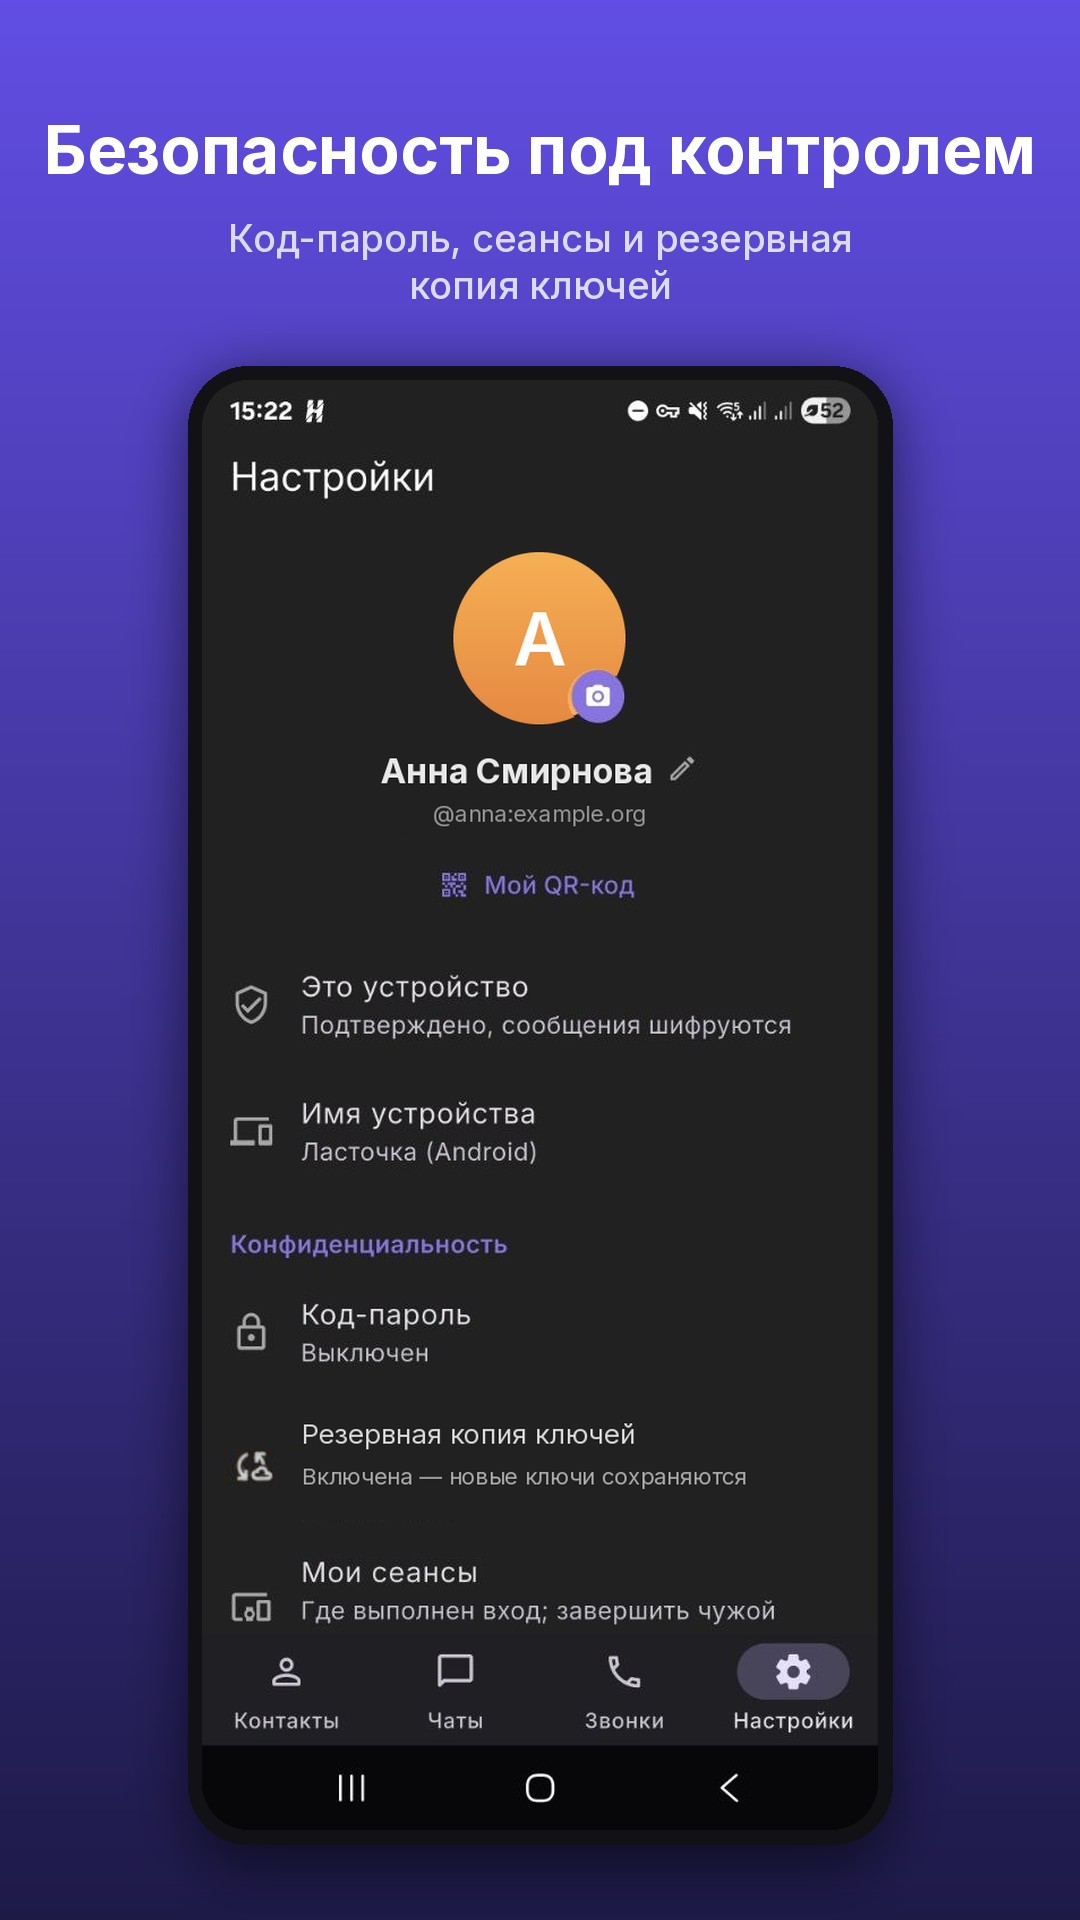 Безопасность под контролем
Код-пароль, сеансы и резервная
копия ключей
15:22
52
Настройки
А
Анна Смирнова
@anna:example.org
Мой QR-код
Это устройство
Подтверждено, сообщения шифруются
Имя устройства
Ласточка (Android)
Конфиденциальность
Код-пароль
Выключен
Резервная копия ключей
Включена — новые ключи сохраняются
Мои сеансы
Где выполнен вход; завершить чужой
Контакты
Чаты
Звонки
Настройки